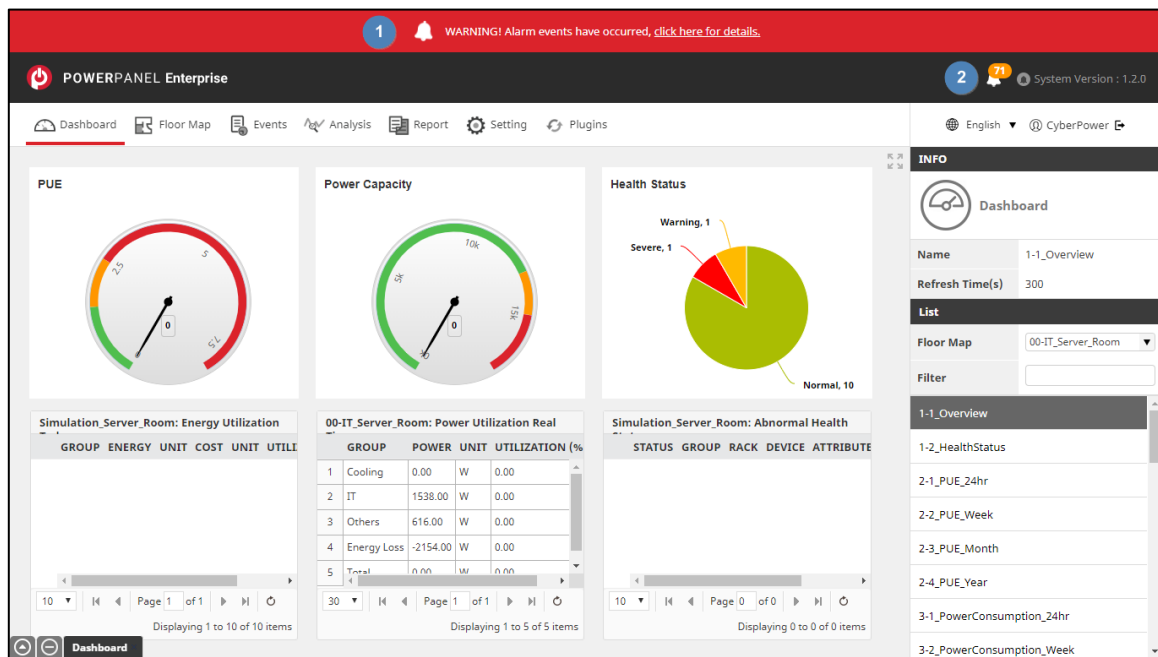 1 WARNING! Alarm events have occurred, click here for details.
POWERPANEL Enterprise
2 71 System Version : 1.2.0
Dashboard Floor Map Events Analysis Report Setting Plugins
English CyberPower
PUE
2.5 5 7.5
0
Power Capacity
0k 5k 10k 15k
0
Health Status
Warning, 1
Severe, 1
Normal, 10
INFO
Dashboard
Name 1-1_Overview
Refresh Time(s) 300
List
Floor Map 00-IT_Server_Room
Filter
1-1_Overview
1-2_HealthStatus
2-1_PUE_24hr
2-2_PUE_Week
2-3_PUE_Month
2-4_PUE_Year
3-1_PowerConsumption_24hr
3-2_PowerConsumption_Week
Simulation_Server_Room: Energy Utilization
GROUP ENERGY UNIT COST UNIT UTILI
10 Page 1 of 1
Displaying 1 to 10 of 10 items
00-IT_Server_Room: Power Utilization Real
GROUP POWER UNIT UTILIZATION (%
1 Cooling 0.00 W 0.00
2 IT 1538.00 W 0.00
3 Others 616.00 W 0.00
4 Energy Loss -2154.00 W 0.00
5 Total 0.00 W 0.00
30 Page 1 of 1
Displaying 1 to 5 of 5 items
Simulation_Server_Room: Abnormal Health
STATUS GROUP RACK DEVICE ATTRIBUTE
10 Page 0 of 0
Displaying 0 to 0 of 0 items
Dashboard